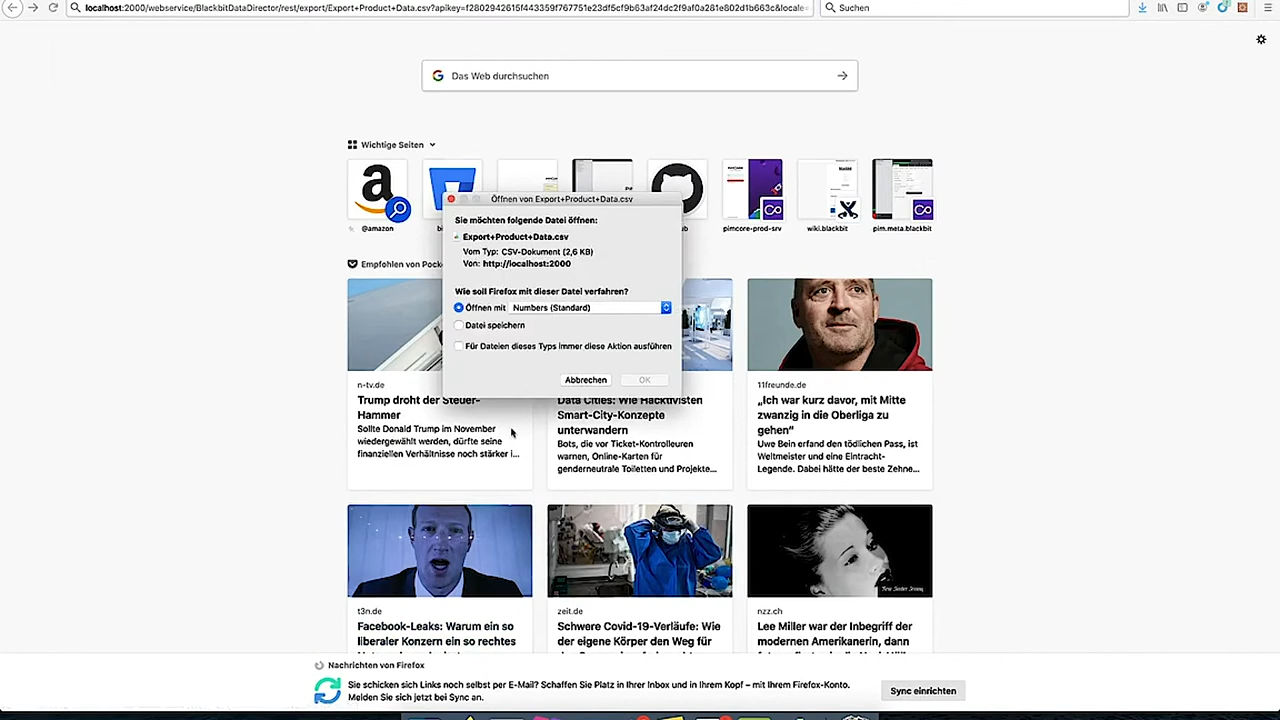 localhost:2000/webservice/BlackbitDataDirector/rest/export/Export+Product+Data.csv?apikey=f2802942615f443359f767751e23df5cf9b63af24dc2f9af0a281e802d1b663c&locale=
Suchen
Das Web durchsuchen
Wichtige Seiten
@amazon
pimcore-prod-srv
wiki.blackbit
pim.meta.blackbit
Öffnen von Export+Product+Data.csv
Sie möchten folgende Datei öffnen:
Export+Product+Data.csv
Vom Typ: CSV-Dokument (2,6 KB)
Von: http://localhost:2000
Wie soll Firefox mit dieser Datei verfahren?
Öffnen mit Numbers (Standard)
Datei speichern
Für Dateien dieses Typs immer diese Aktion ausführen
Abbrechen OK
Empfohlen von Pock
n-tv.de
Trump droht der Steuer-
Hammer
Sollte Donald Trump im November
wiedergewählt werden, dürfte seine
finanziellen Verhältnisse noch stärker i...
Data Cities: Wie Hacktivisten
Smart-City-Konzepte
unterwandern
Bots, die vor Ticket-Kontrolleuren
warnen, Online-Karten für
genderneutrale Toiletten und Projekte...
11freunde.de
„Ich war kurz davor, mit Mitte
zwanzig in die Oberliga zu
gehen“
Uwe Bein erfand den tödlichen Pass, ist
Weltmeister und eine Eintracht-
Legende. Dabei hätte der beste Zehne...
t3n.de
Facebook-Leaks: Warum ein so
liberaler Konzern ein so rechtes
zeit.de
Schwere Covid-19-Verläufe: Wie
der eigene Körper den Weg für
nzz.ch
Lee Miller war der Inbegriff der
modernen Amerikanerin, dann
Nachrichten von Firefox
Sie schicken sich Links noch selbst per E-Mail? Schaffen Sie Platz in Ihrer Inbox und in Ihrem Kopf – mit Ihrem Firefox-Konto.
Melden Sie sich jetzt bei Sync an.
Sync einrichten